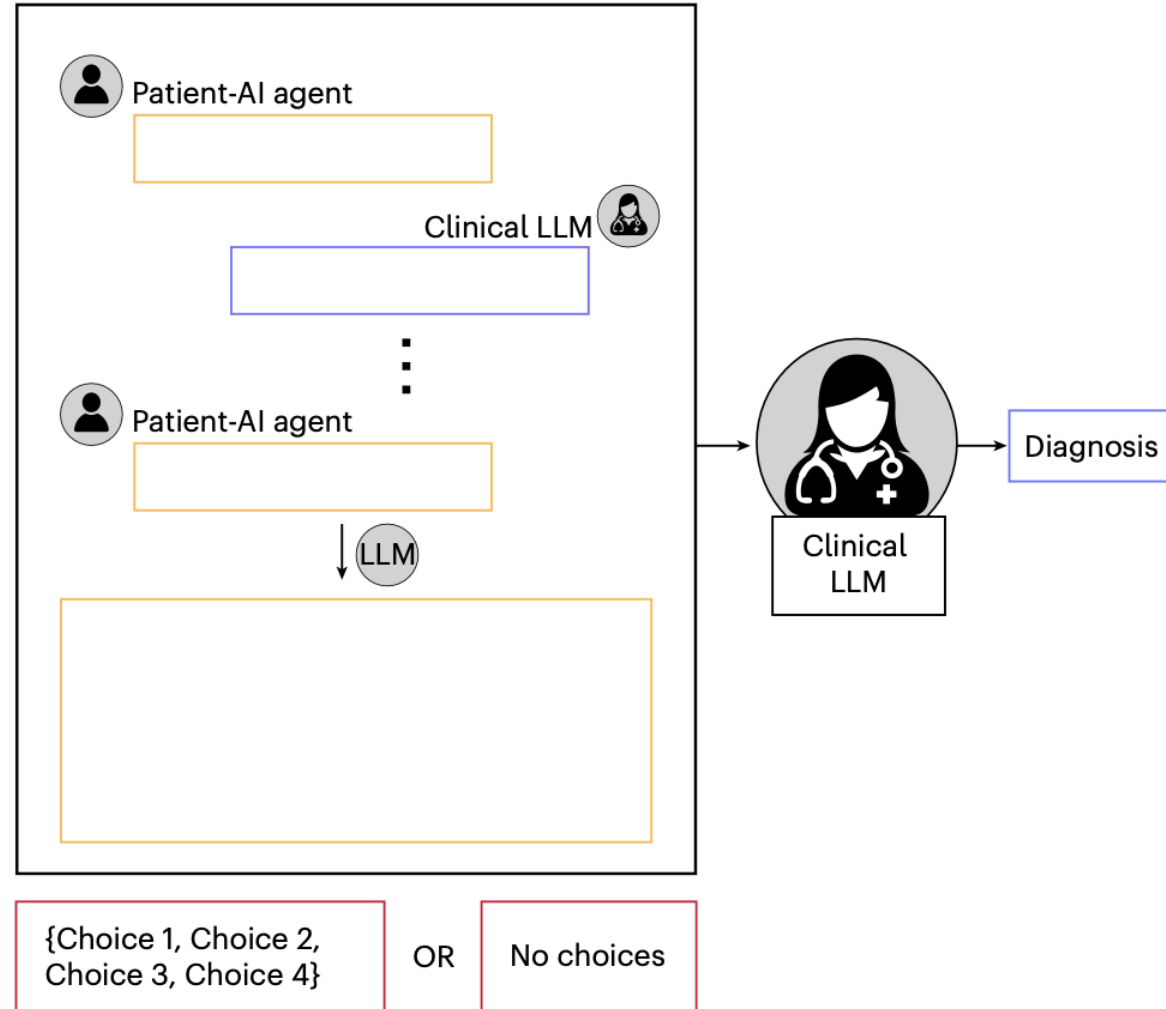 Patient-AI agent
Clinical LLM
Patient-AI agent
LLM
Clinical
LLM
Diagnosis
{Choice 1, Choice 2,
Choice 3, Choice 4}
OR
No choices